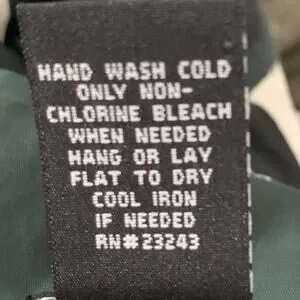 HAND WASH COLD
ONLY NON-
CHLORINE BLEACH
WHEN NEEDED
HANG OR LAY
FLAT TO DRY
COOL IRON
IF NEEDED
RN#23243